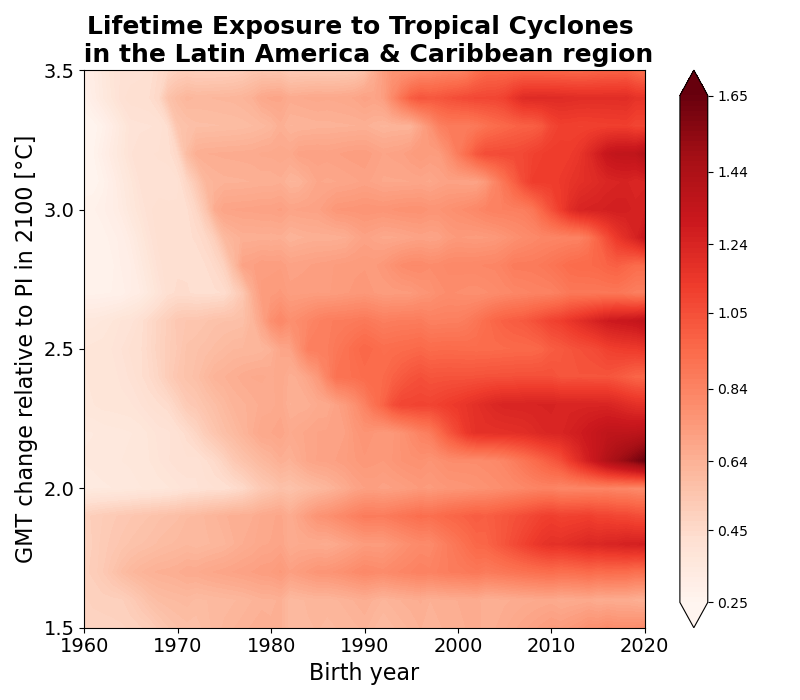 Lifetime Exposure to Tropical Cyclones
in the Latin America & Caribbean region
GMT change relative to PI in 2100 [°C]
3.5
3.0
2.5
2.0
1.5
1960 1970 1980 1990 2000 2010 2020
Birth year
1.65
1.44
1.24
1.05
0.84
0.64
0.45
0.25